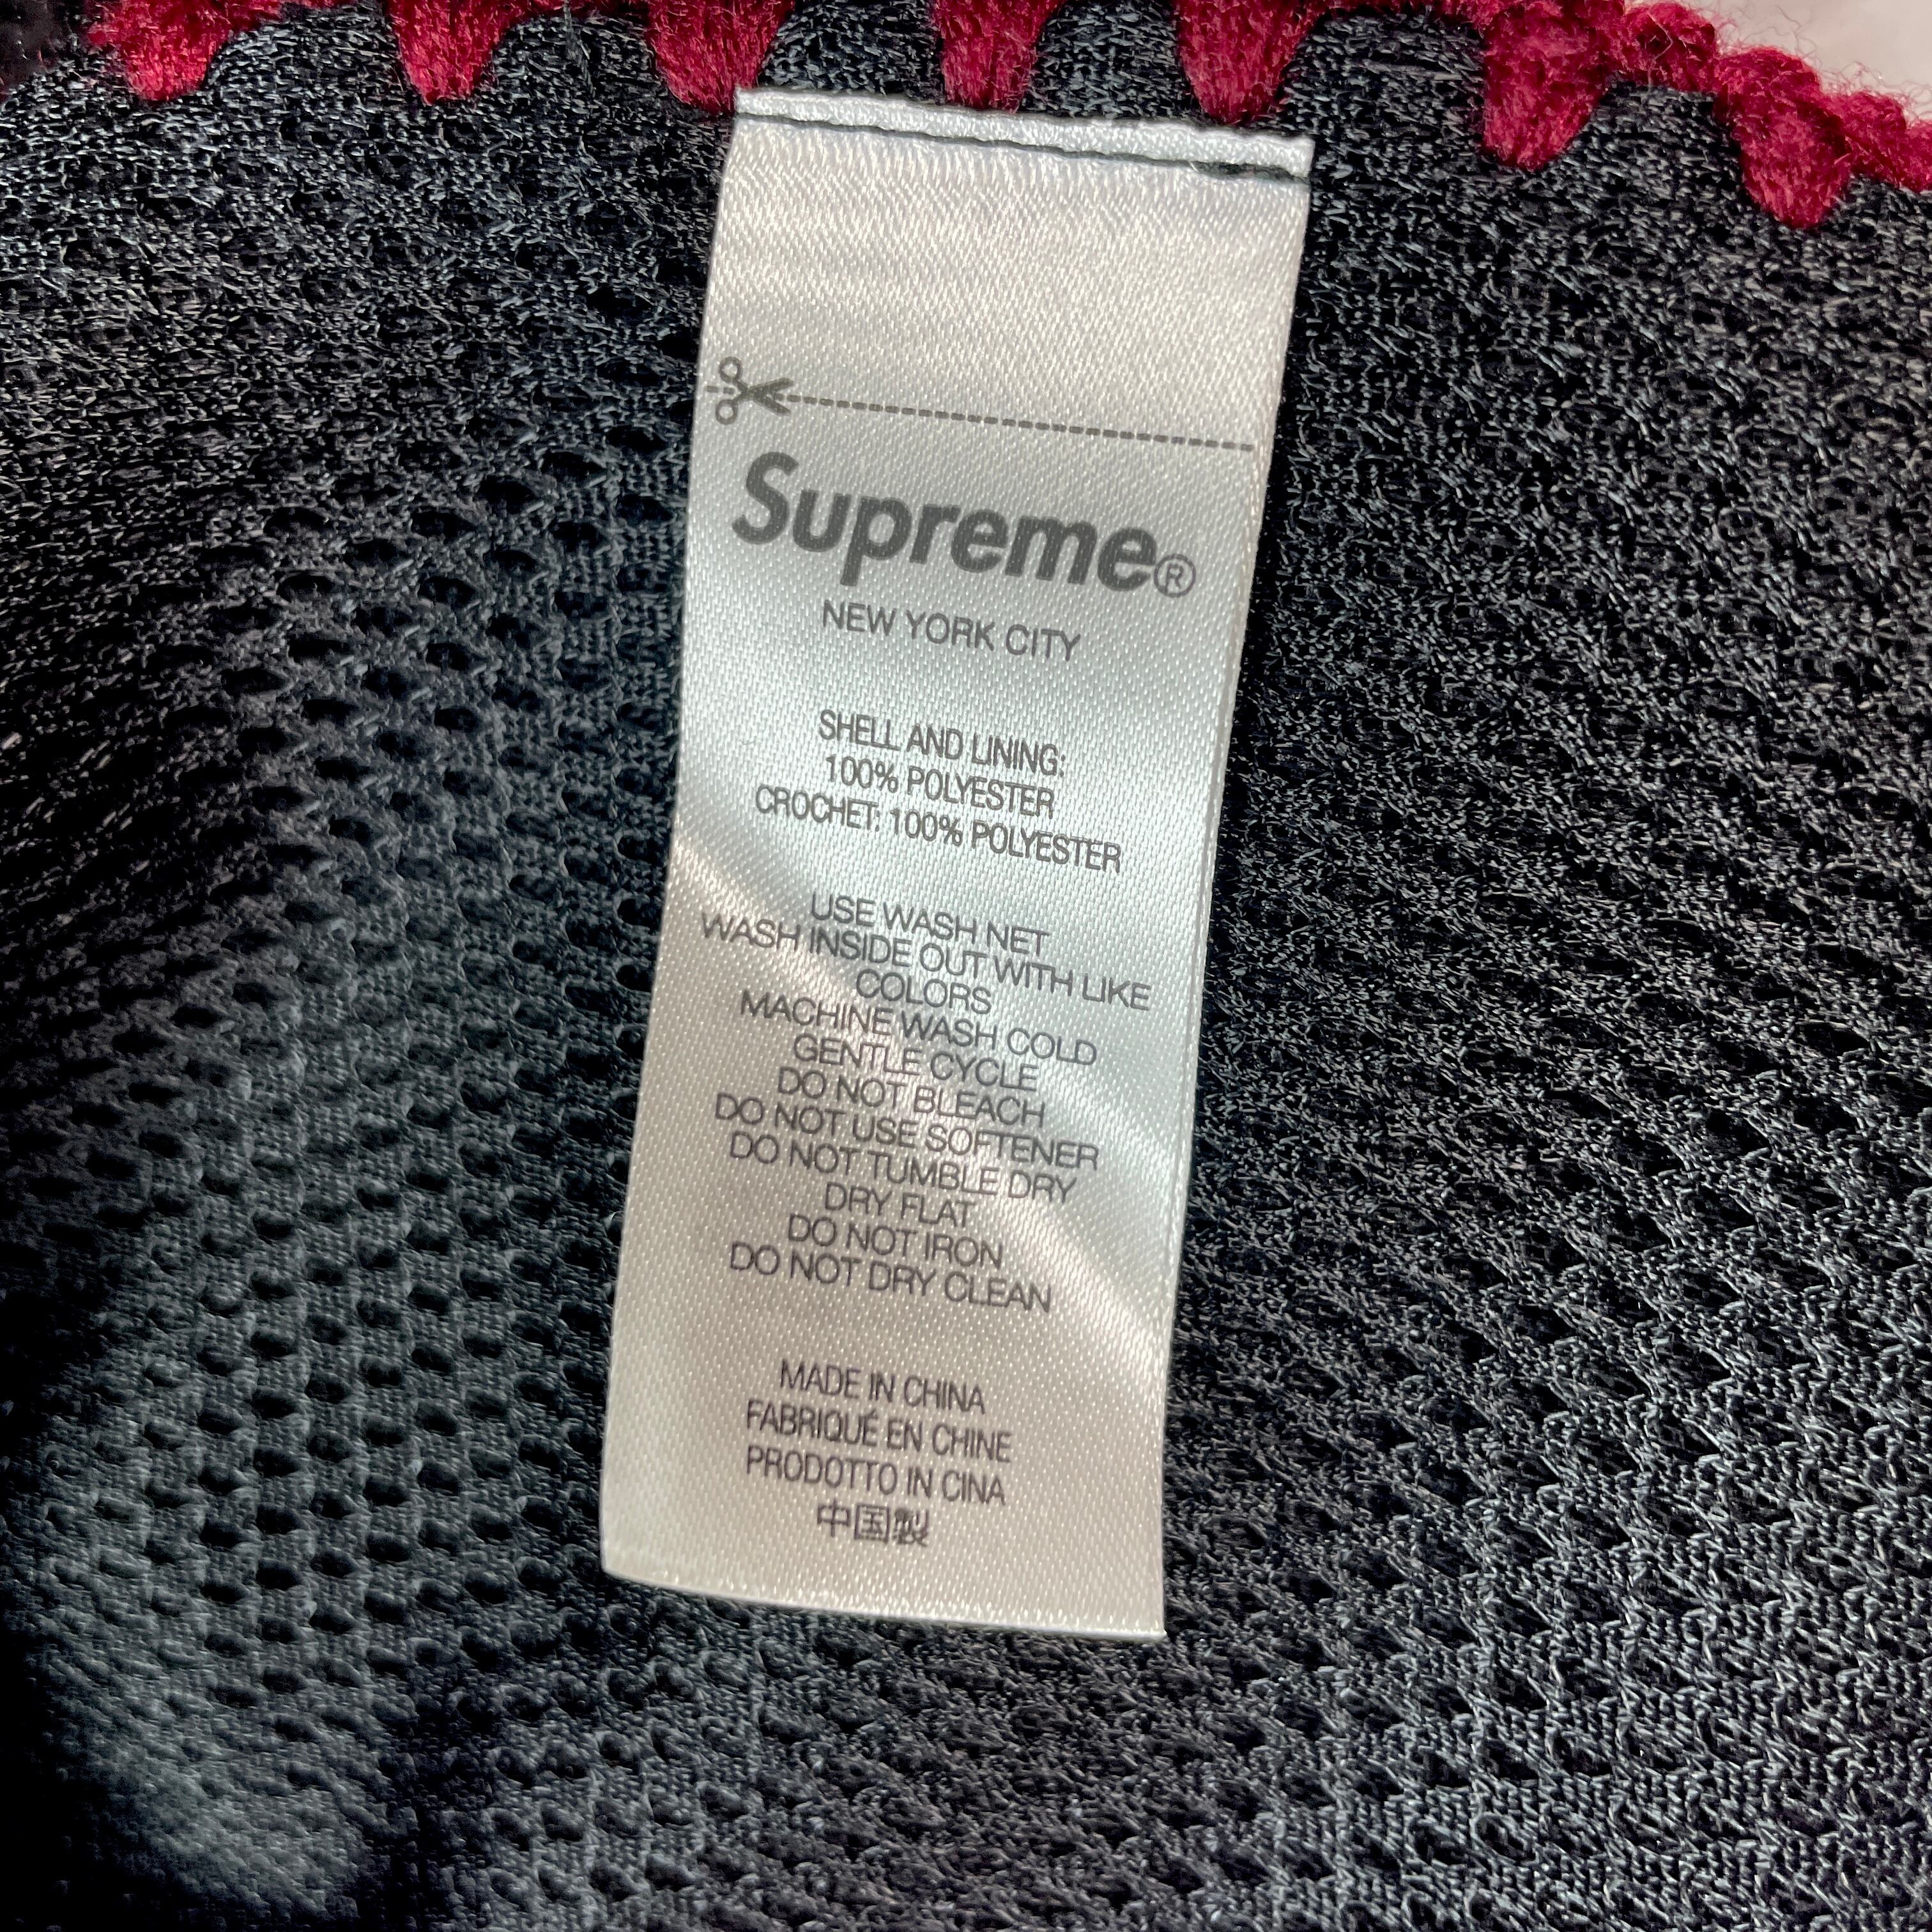 Supreme®
NEW YORK CITY
SHELL AND LINING:
100% POLYESTER
CROCHET: 100% POLYESTER
USE WASH NET
WASH INSIDE OUT WITH LIKE
COLORS
MACHINE WASH COLD
GENTLE CYCLE
DO NOT BLEACH
DO NOT USE SOFTENER
DO NOT TUMBLE DRY
DRY FLAT
DO NOT IRON
DO NOT DRY CLEAN
MADE IN CHINA
FABRIQUÉ EN CHINE
PRODOTTO IN CINA
中国製